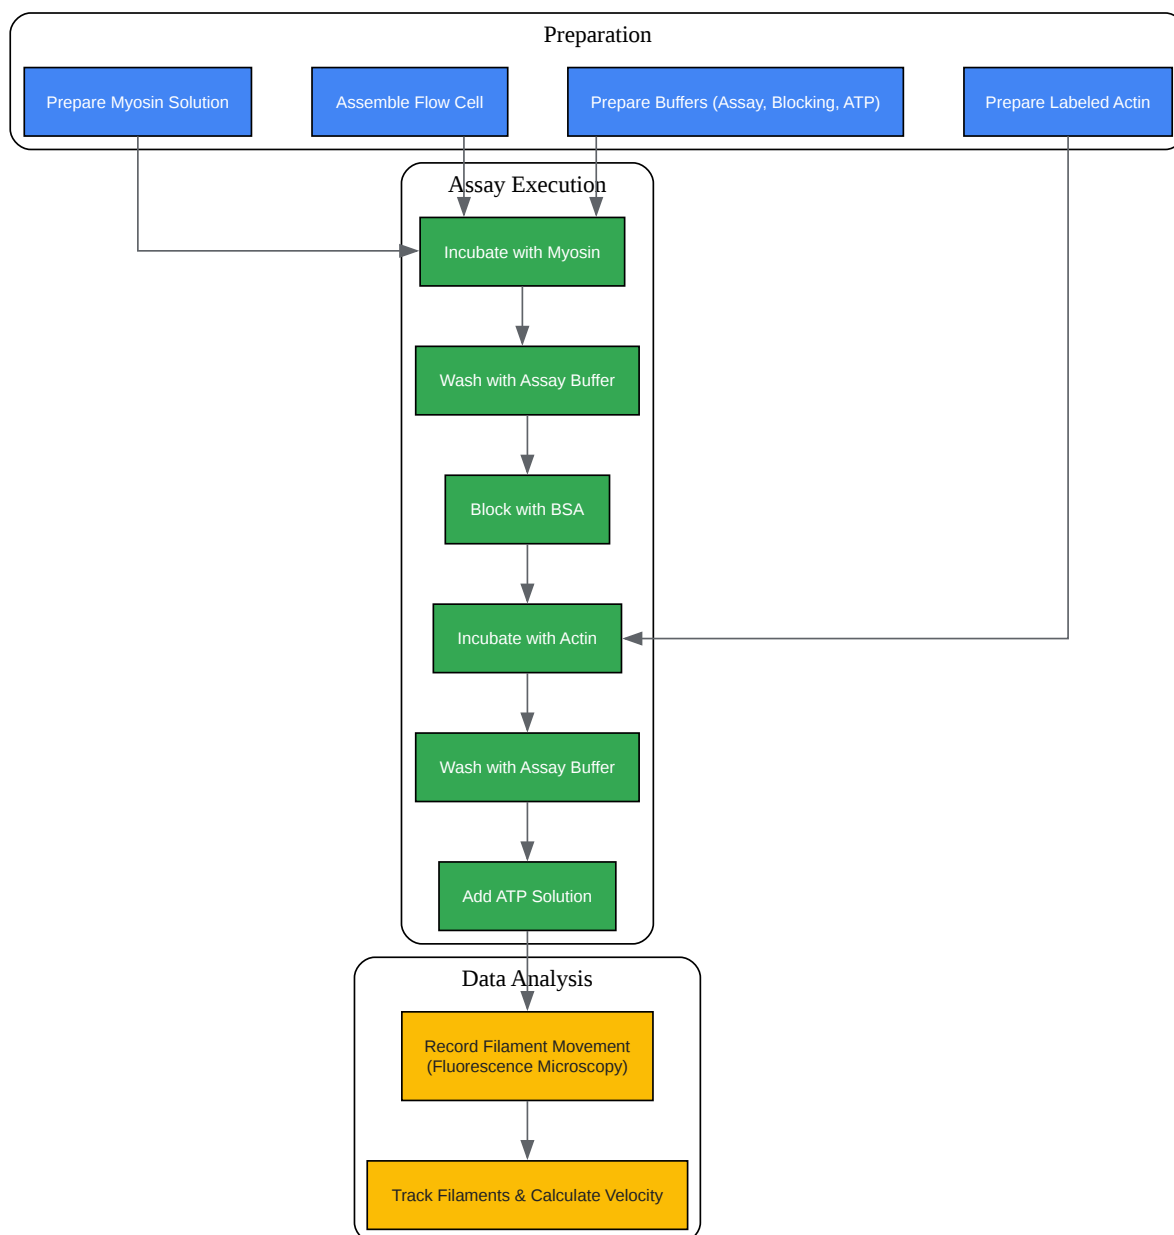 Preparation
Prepare Myosin Solution
Assemble Flow Cell
Prepare Buffers (Assay, Blocking, ATP)
Prepare Labeled Actin
Assay Execution
Incubate with Myosin
Wash with Assay Buffer
Block with BSA
Incubate with Actin
Wash with Assay Buffer
Add ATP Solution
Data Analysis
Record Filament Movement
(Fluorescence Microscopy)
Track Filaments & Calculate Velocity